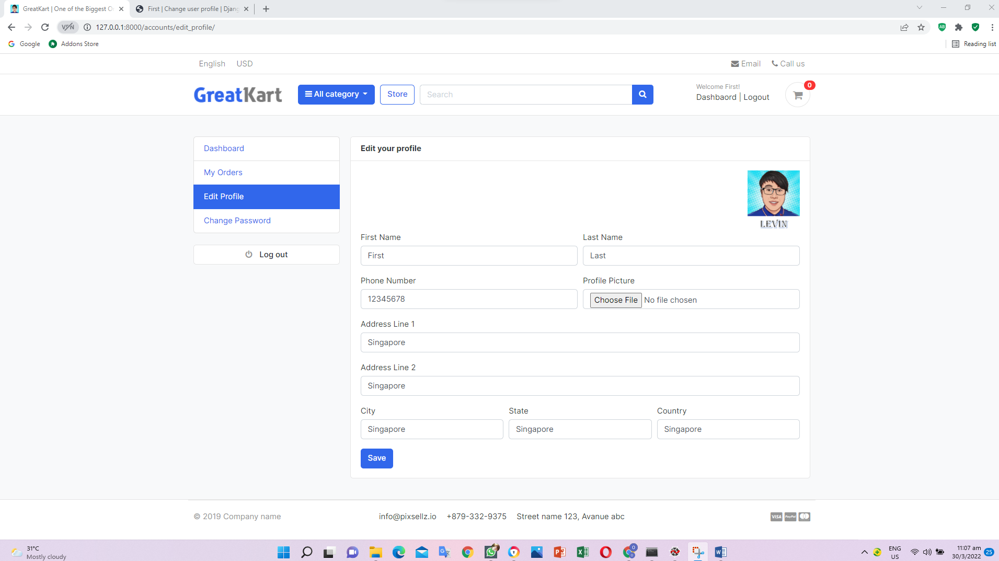 GreatKart | One of the Biggest O
First | Change user profile | Djang
VPN
127.0.0.1:8000/accounts/edit_profile/
Google
Addons Store
Reading list
English
USD
Email
Call us
GreatKart
All category
Store
Search
Welcome First!
Dashbaord | Logout
0
Dashboard
My Orders
Edit Profile
Change Password
Log out
Edit your profile
LEVIN
First Name
Last Name
First
Last
Phone Number
Profile Picture
12345678
Choose File No file chosen
Address Line 1
Singapore
Address Line 2
Singapore
City
State
Country
Singapore
Singapore
Singapore
Save
© 2019 Company name
info@pixsellz.io
+879-332-9375
Street name 123, Avanue abc
VISA
PayPal
31°C
Mostly cloudy
0
ENG
US
11:07 am
30/3/2022
25